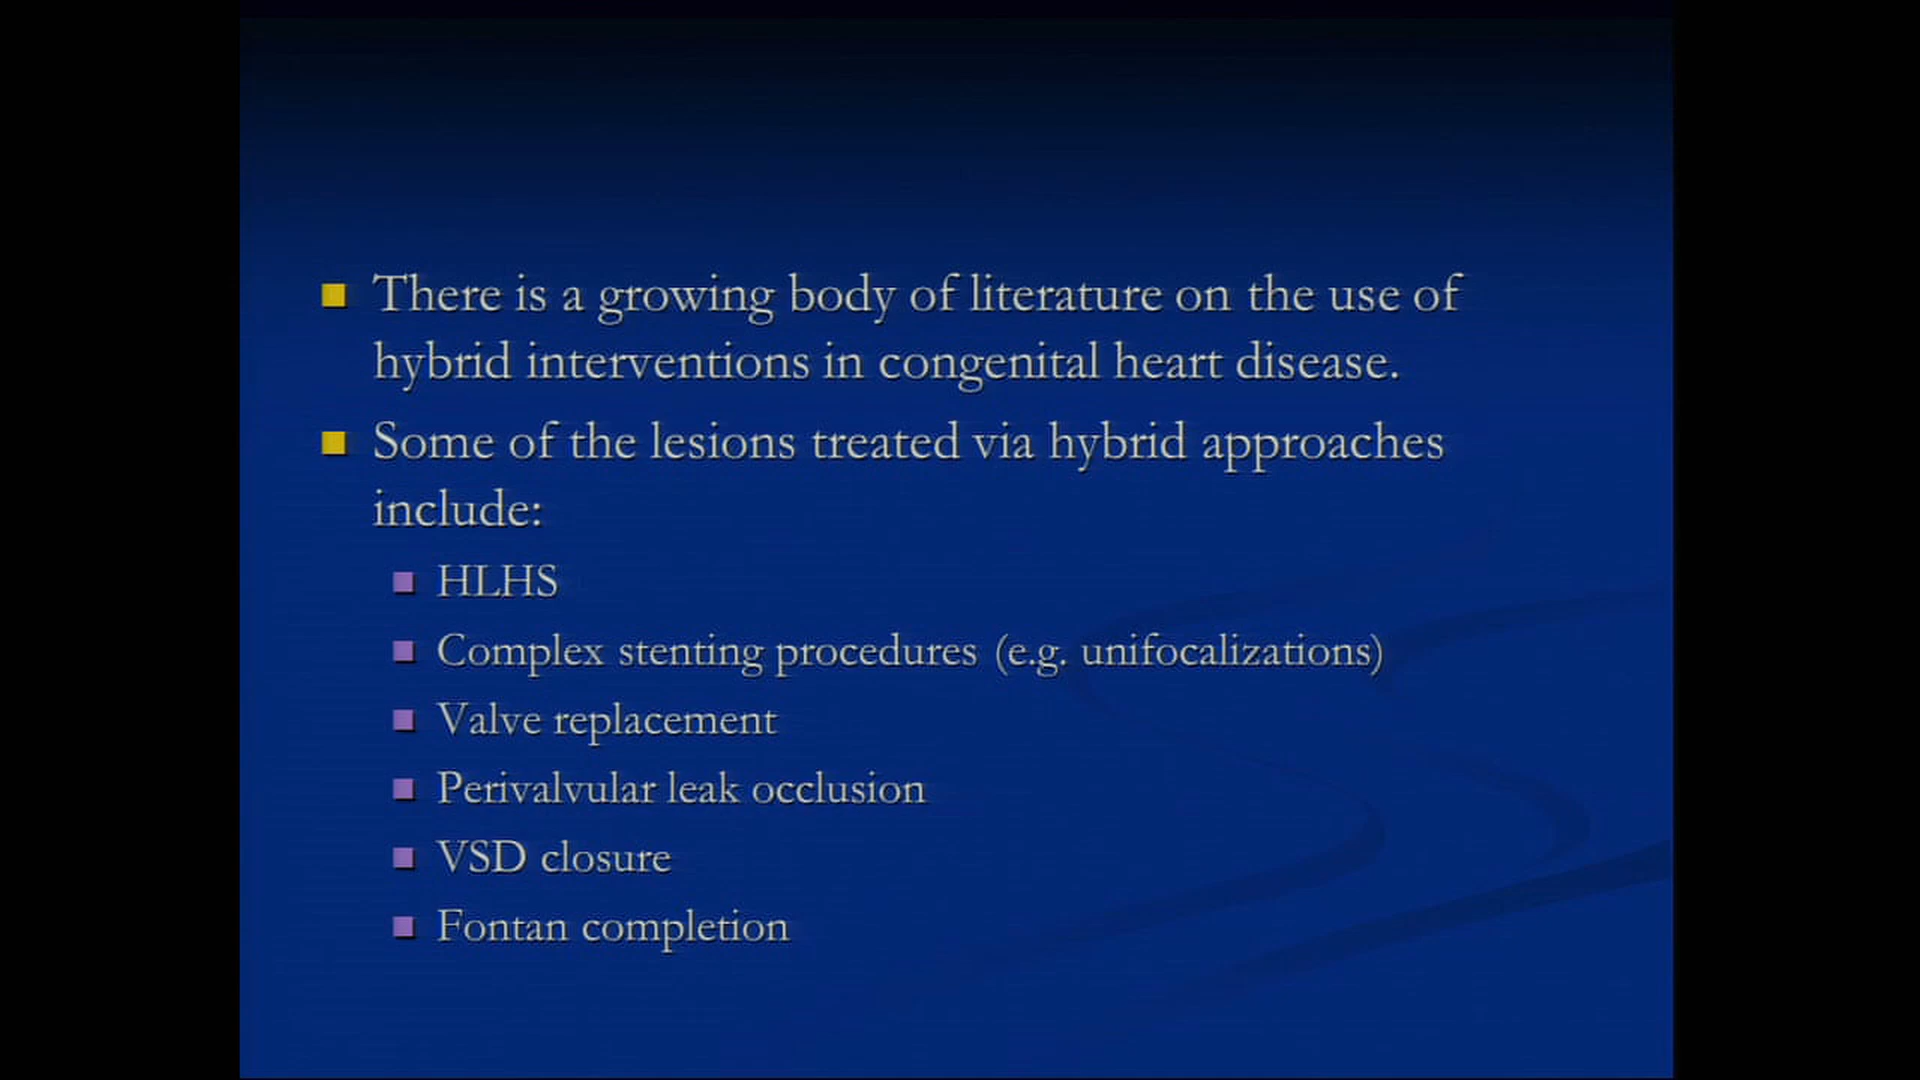 There is a growing body of literature on the use of
hybrid interventions in congenital heart disease.
Some of the lesions treated via hybrid approaches
include:
HLHS
Complex stenting procedures (e.g. unifocalizations)
Valve replacement
Perivalvular leak occlusion
VSD closure
Fontan completion